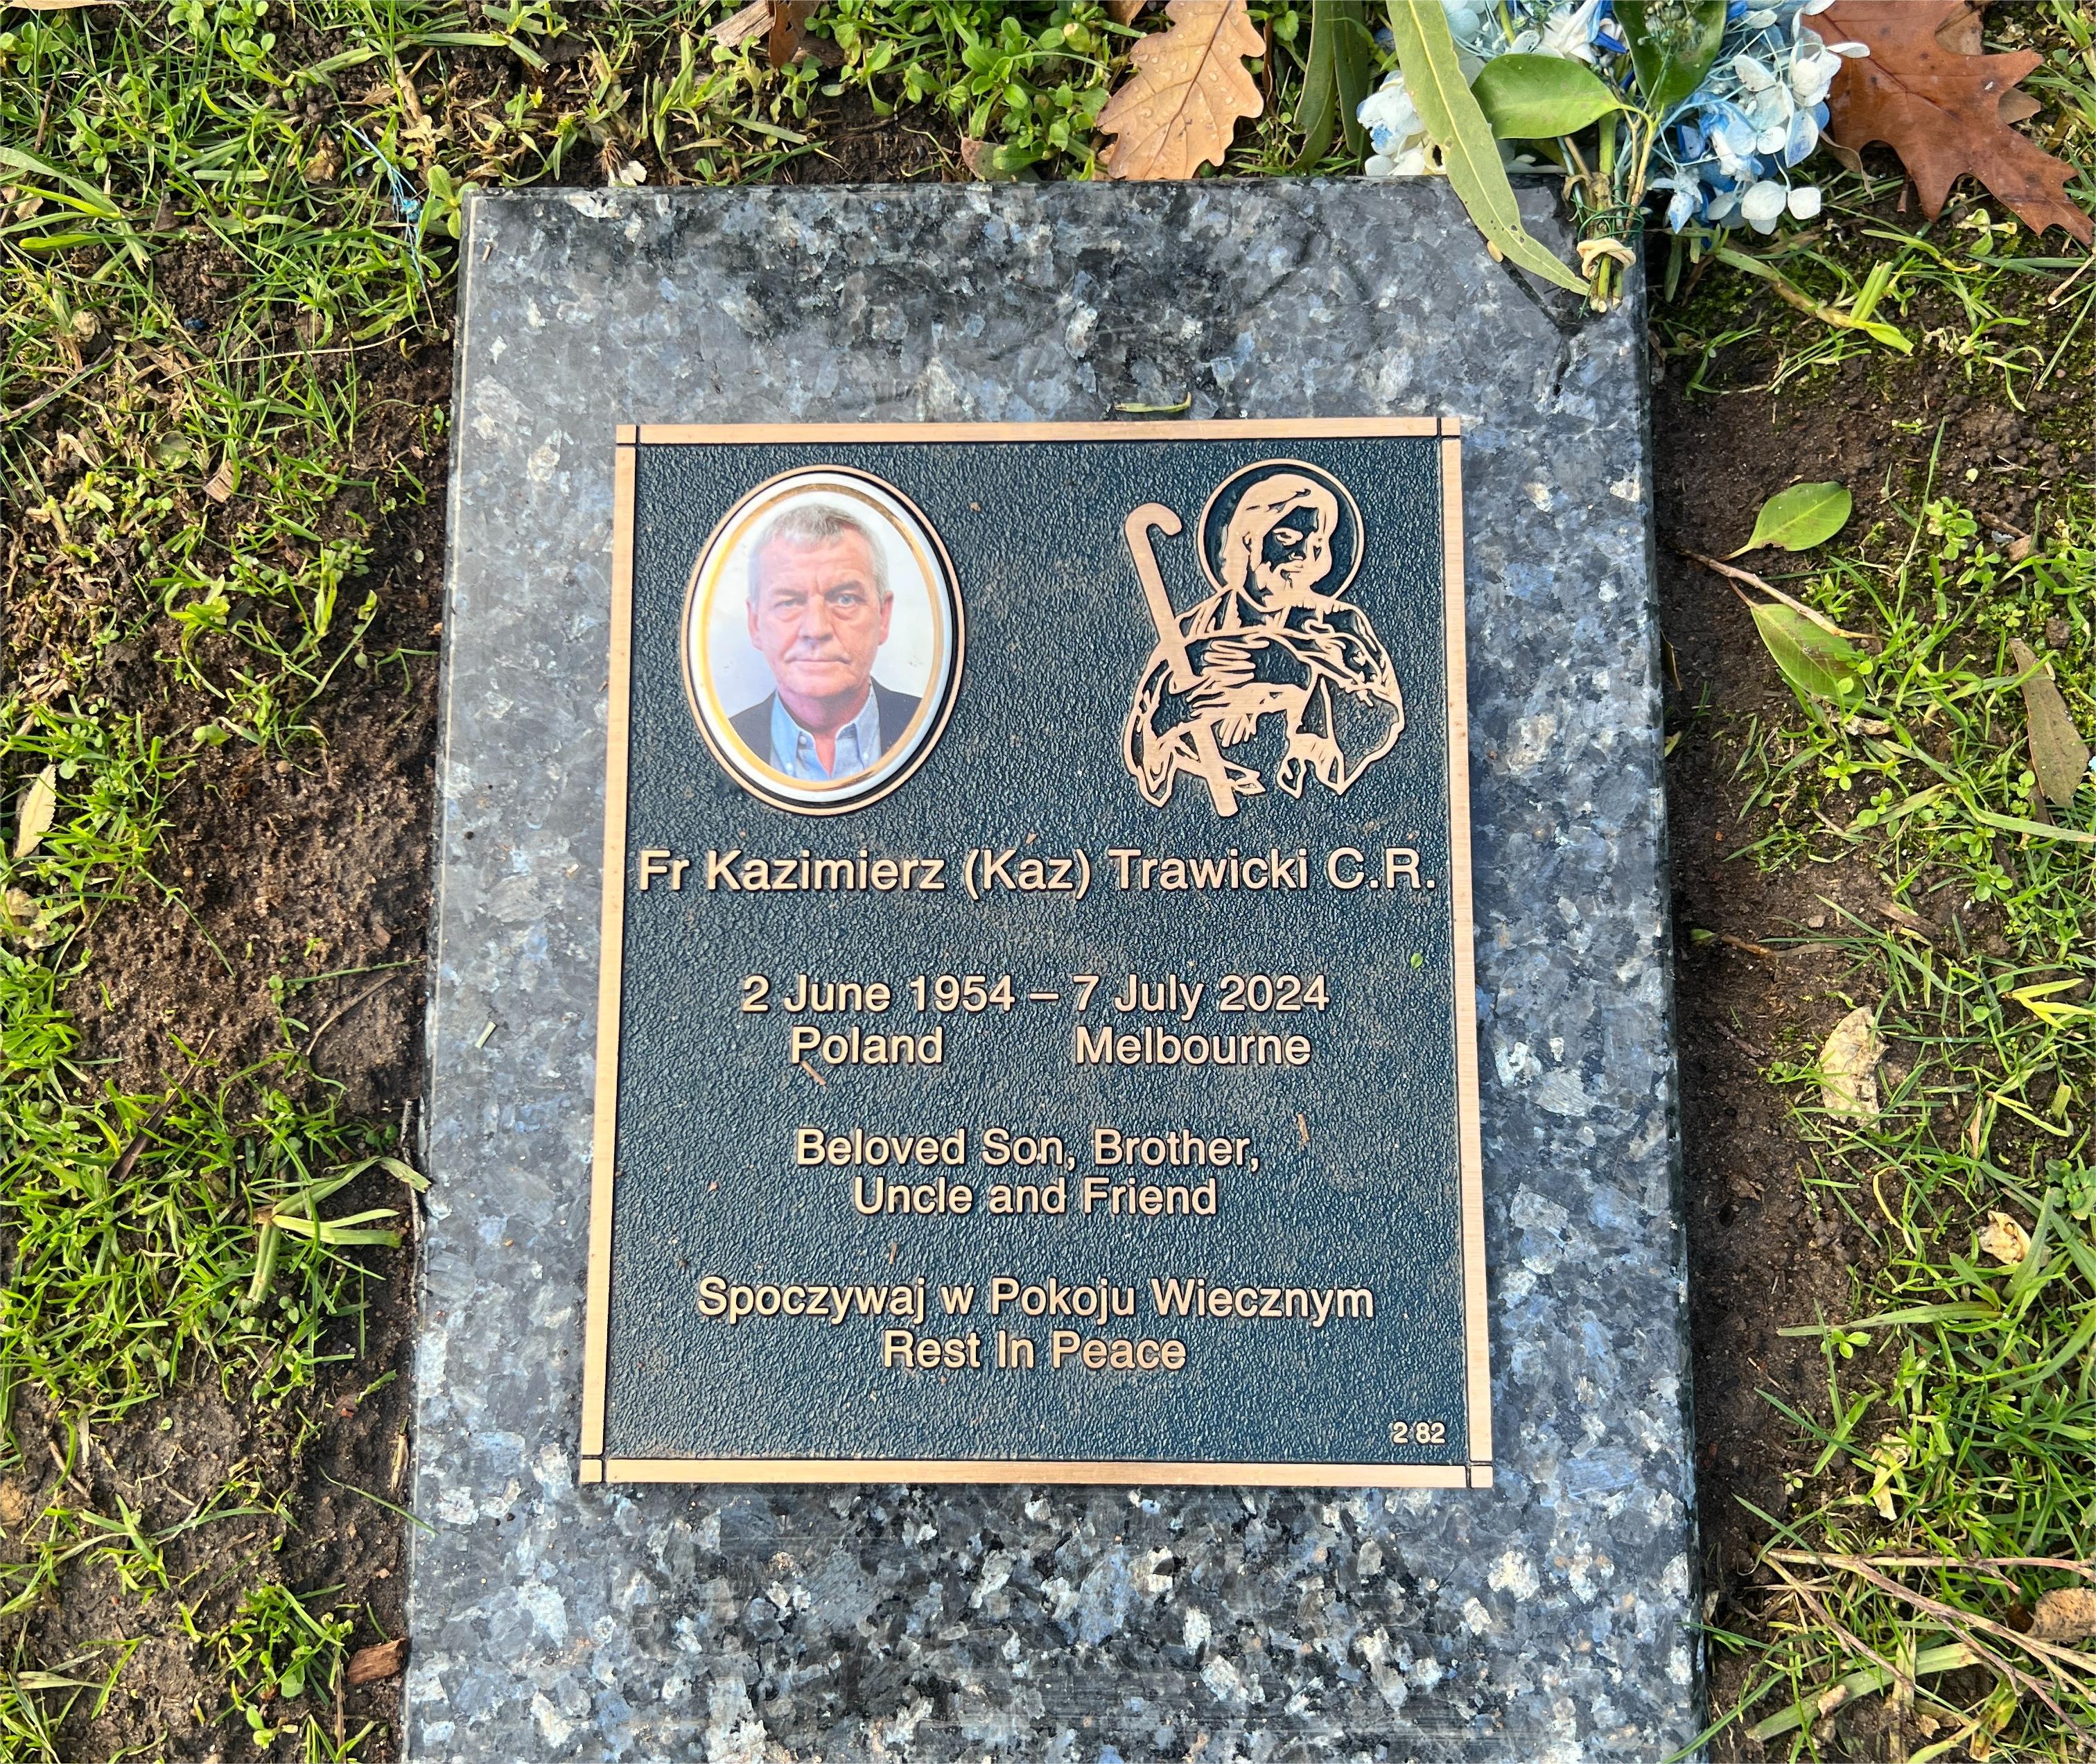 Fr Kazimierz (Kaz) Trawicki C.R.
2 June 1954 – 7 July 2024
Poland Melbourne
Beloved Son, Brother,
Uncle and Friend
Spoczywaj w Pokoju Wiecznym
Rest In Peace
2 82